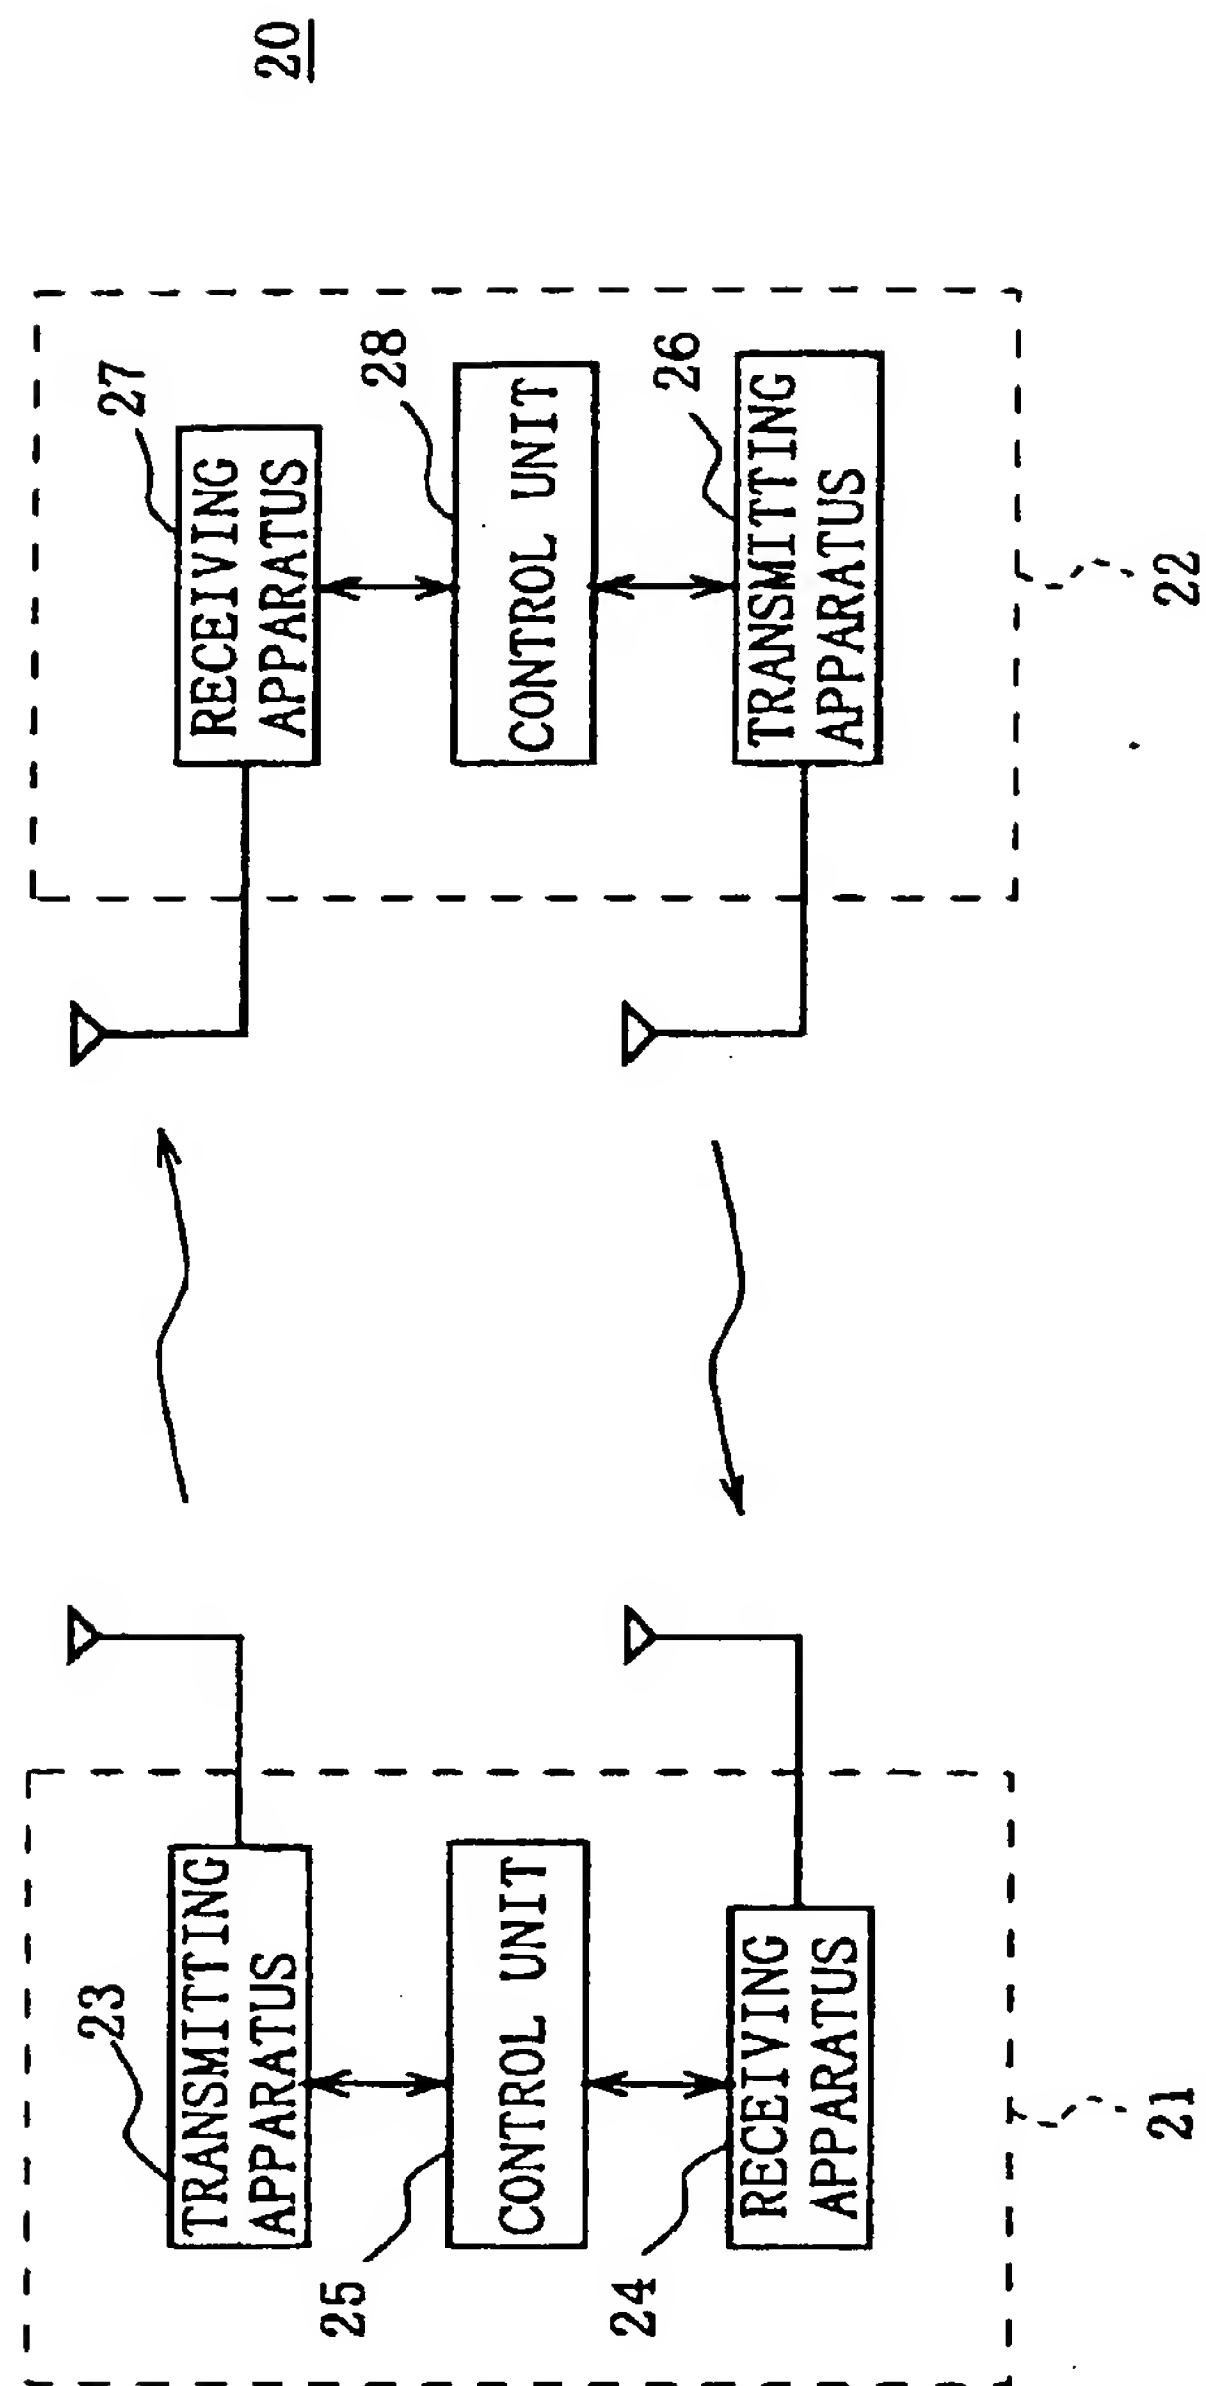 20
23
TRANSMITTING
APPARATUS
25
CONTROL UNIT
24
RECEIVING
APPARATUS
21
27
RECEIVING
APPARATUS
28
CONTROL UNIT
26
TRANSMITTING
APPARATUS
22